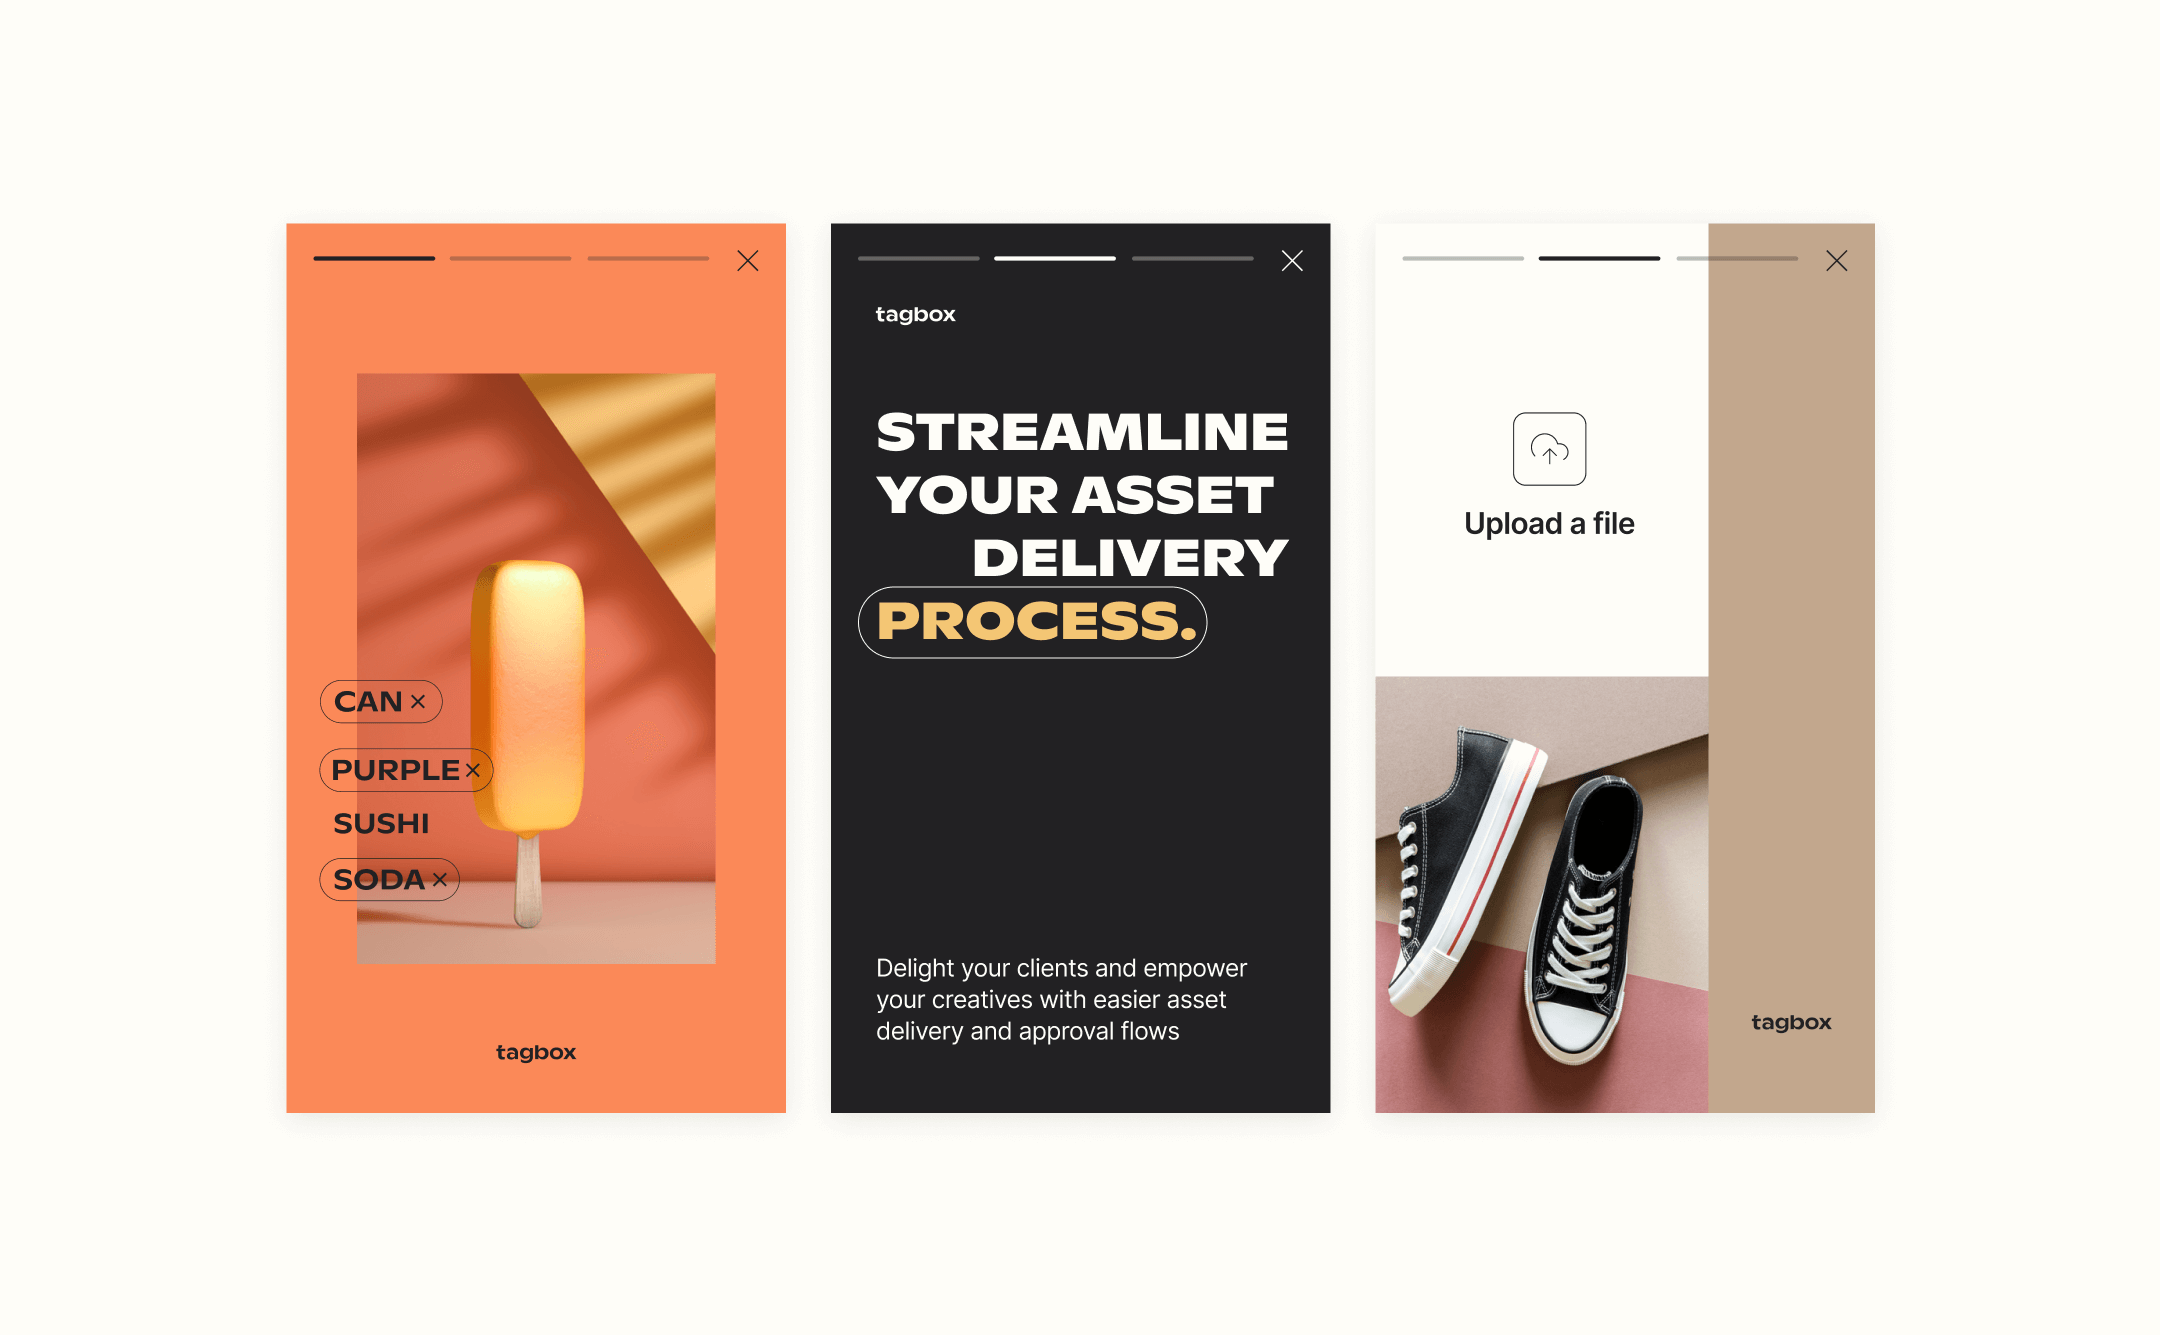 CAN ×
PURPLE ×
SUSHI
SODA ×
tagbox
tagbox
STREAMLINE
YOUR ASSET
DELIVERY
PROCESS.
Delight your clients and empower
your creatives with easier asset
delivery and approval flows
Upload a file
tagbox